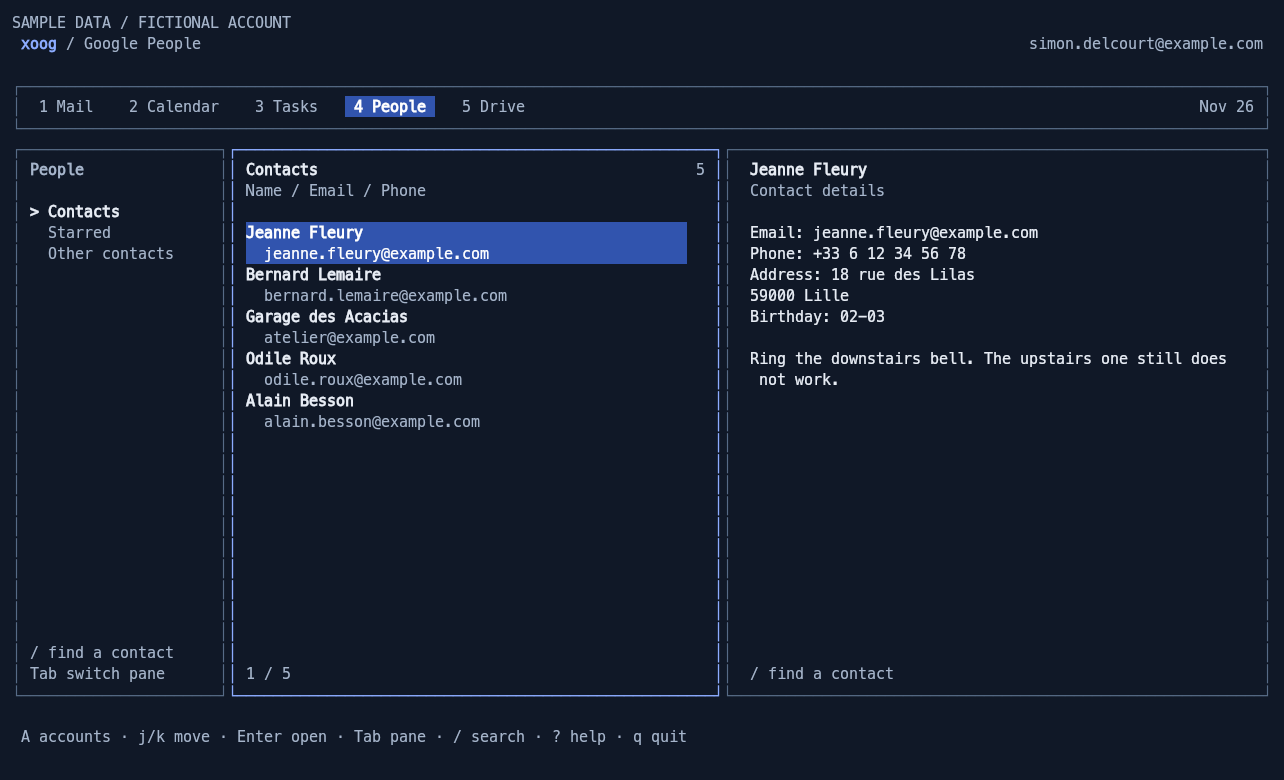 SAMPLE DATA / FICTIONAL ACCOUNT
xoog / Google People
simon.delcourt@example.com
1 Mail 2 Calendar 3 Tasks 4 People 5 Drive
Nov 26
People
> Contacts
Starred
Other contacts
/ find a contact
Tab switch pane
Contacts 5
Name / Email / Phone
Jeanne Fleury
jeanne.fleury@example.com
Bernard Lemaire
bernard.lemaire@example.com
Garage des Acacias
atelier@example.com
Odile Roux
odile.roux@example.com
Alain Besson
alain.besson@example.com
1 / 5
Jeanne Fleury
Contact details
Email: jeanne.fleury@example.com
Phone: +33 6 12 34 56 78
Address: 18 rue des Lilas
59000 Lille
Birthday: 02-03
Ring the downstairs bell. The upstairs one still does
not work.
/ find a contact
A accounts · j/k move · Enter open · Tab pane · / search · ? help · q quit